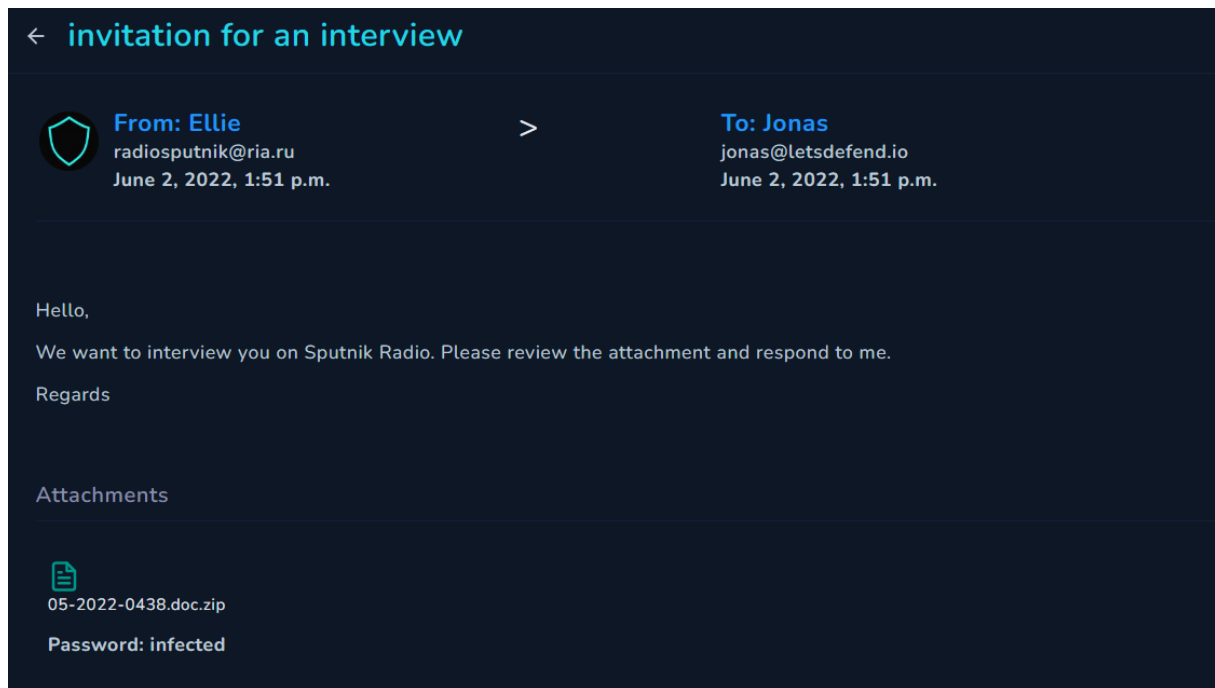 ← invitation for an interview
From: Ellie
>
To: Jonas
radiosputnik@ria.ru
jonas@letsdefend.io
June 2, 2022, 1:51 p.m.
June 2, 2022, 1:51 p.m.
Hello,
We want to interview you on Sputnik Radio. Please review the attachment and respond to me.
Regards
Attachments
05-2022-0438.doc.zip
Password: infected